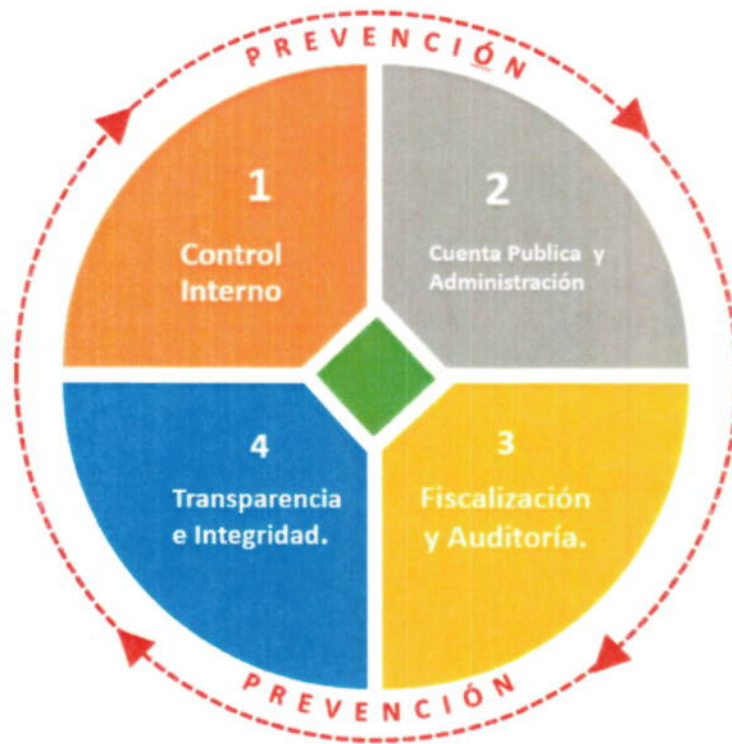 PREVENCIÓN
1
Control
Interno
2
Cuenta Publica y
Administración
4
Transparencia
e Integridad.
3
Fiscalización
y Auditoría.
PREVENCIÓN